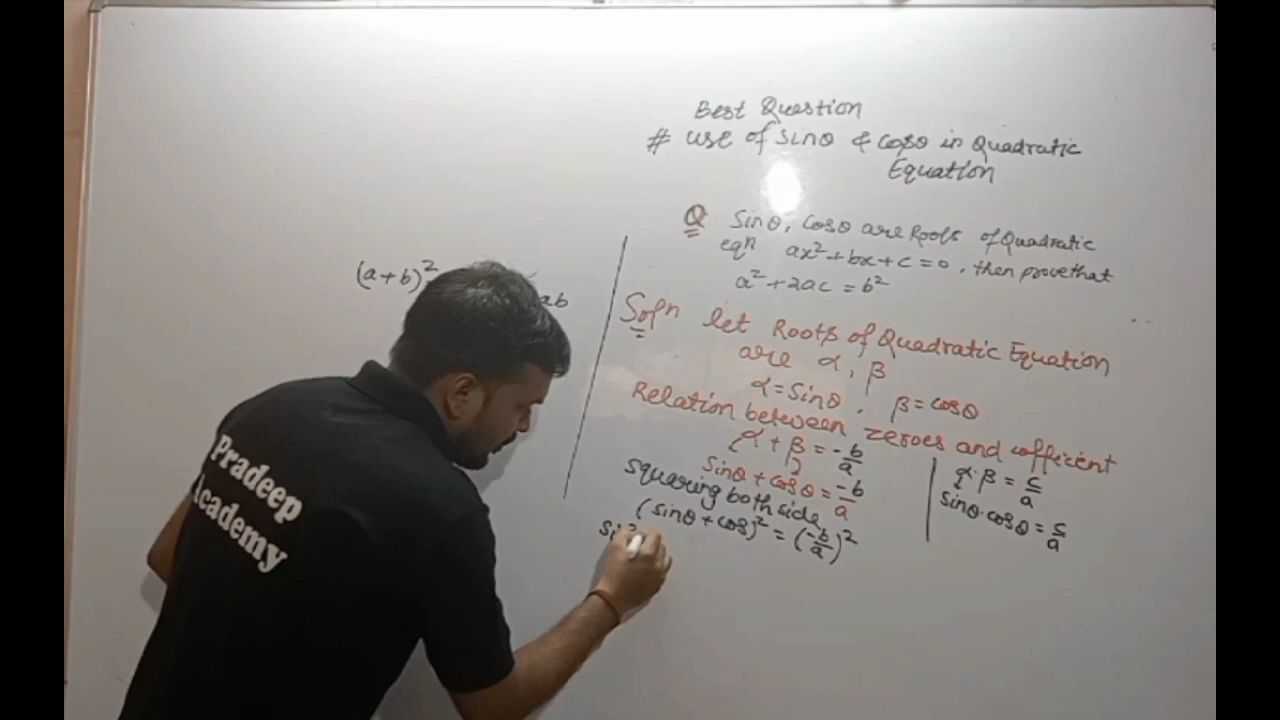 Best Question
# use of sinθ & cosθ in Quadratic
Equation
Q Sinθ, cosθ are Roots of Quadratic
eqⁿ ax²+bx+c=0, then prove that
a²+2ac=b²
(a+b)²
ab
Solⁿ let Roots of Quadratic Equation
are α, β
α=Sinθ, β=cosθ
Relation between zeroes and cofficient
α+β=-b/a
Sinθ+cosθ=-b/a
squaring both side
(sinθ+cos)²=(-b/a)²
α·β=c/a
sinθ·cosθ=c/a
Pradeep
Academy